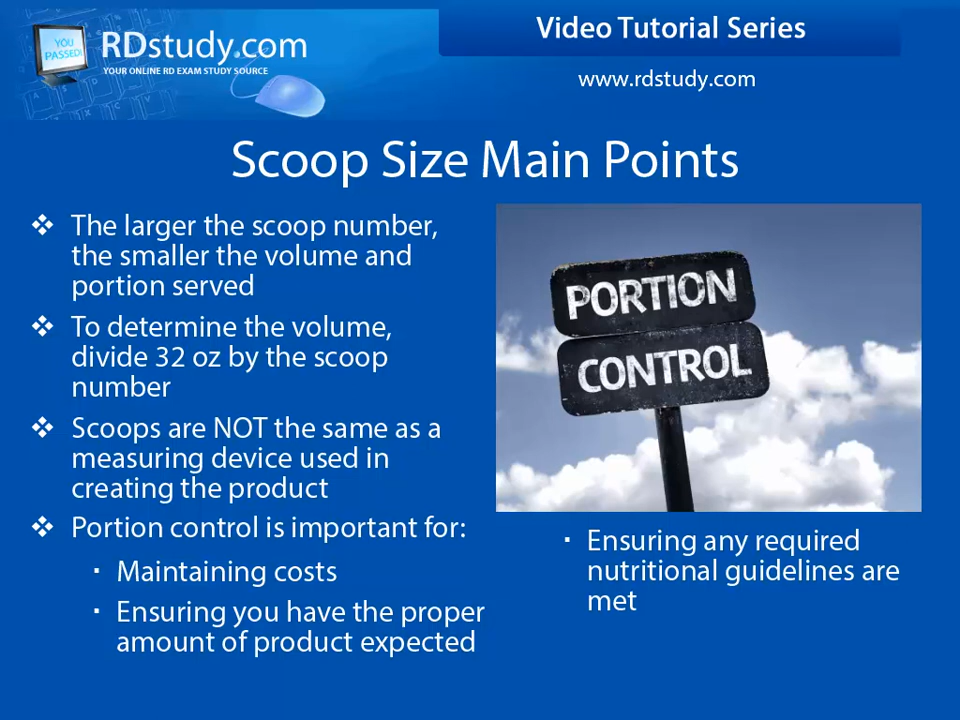 YOU
PASSED!
RDstudy.com
YOUR ONLINE RD EXAM STUDY SOURCE
Video Tutorial Series
www.rdstudy.com
Scoop Size Main Points
❖ The larger the scoop number,
the smaller the volume and
portion served
❖ To determine the volume,
divide 32 oz by the scoop
number
❖ Scoops are NOT the same as a
measuring device used in
creating the product
❖ Portion control is important for:
▪ Maintaining costs
▪ Ensuring you have the proper
amount of product expected
PORTION
CONTROL
▪ Ensuring any required
nutritional guidelines are
met